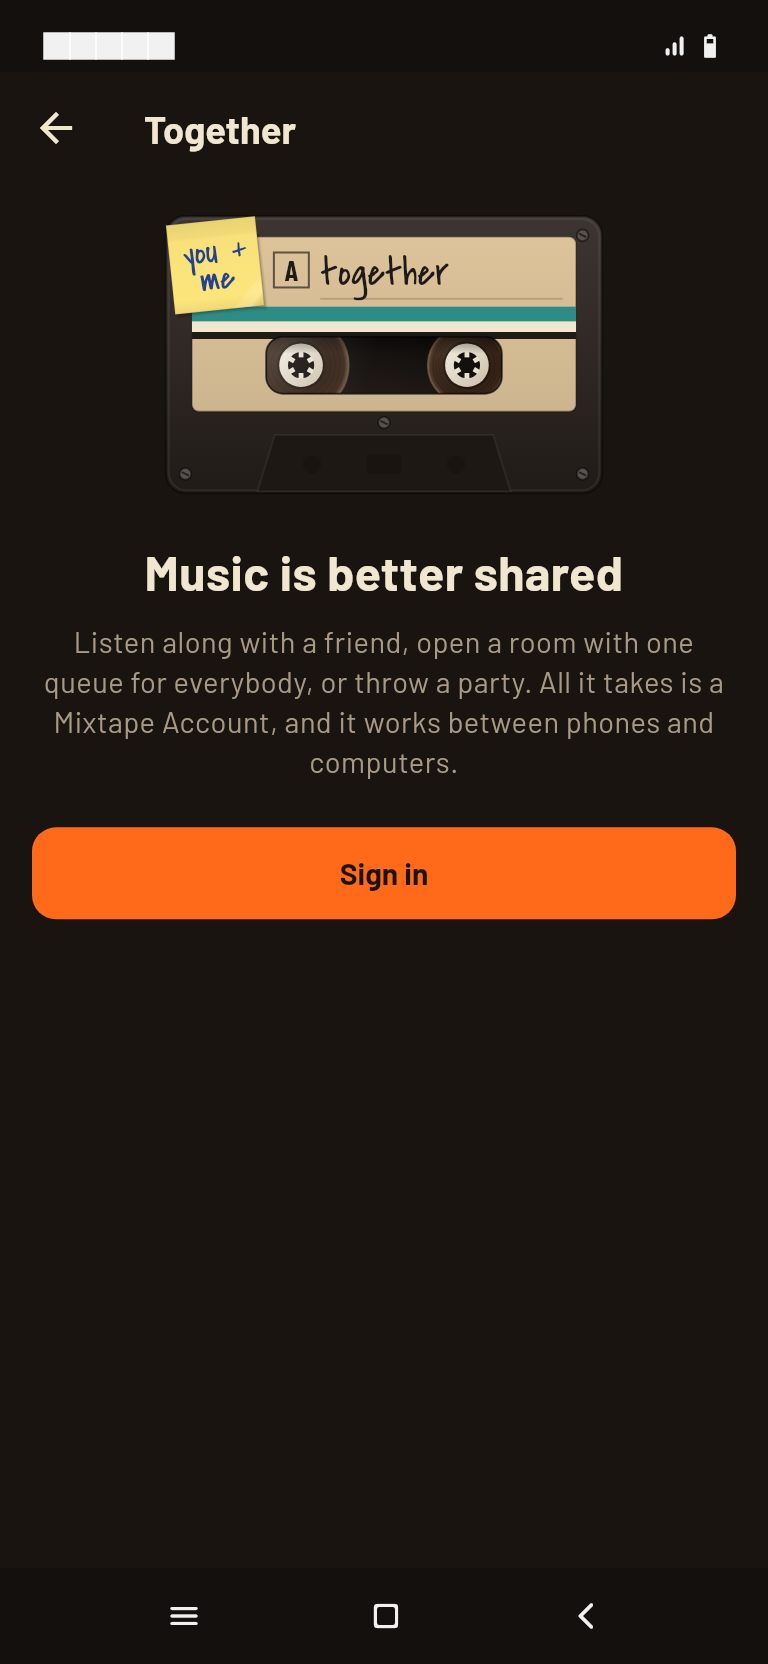 Together
you +
me
A together
Music is better shared
Listen along with a friend, open a room with one
queue for everybody, or throw a party. All it takes is a
Mixtape Account, and it works between phones and
computers.
Sign in